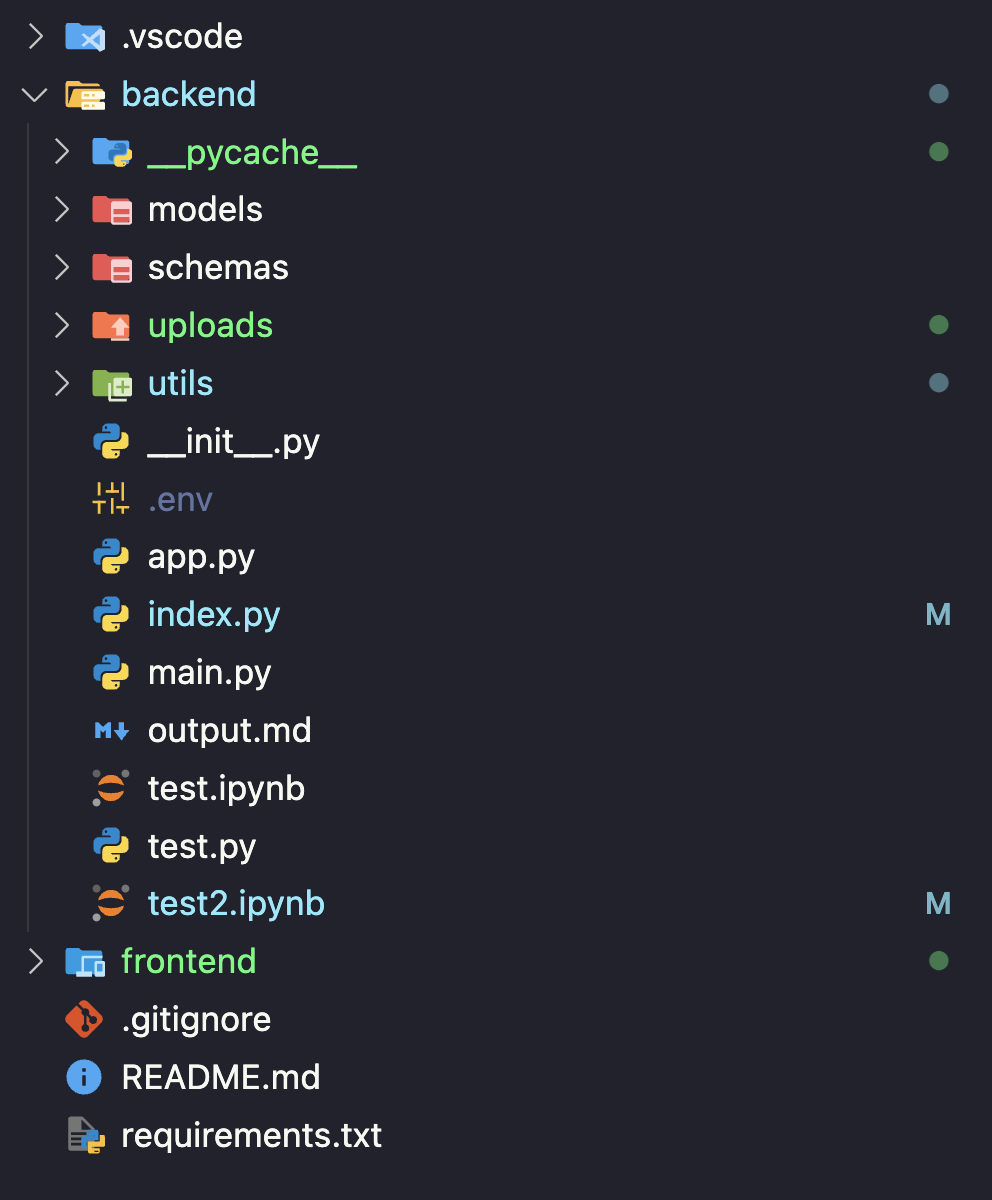 .vscode
backend
__pycache__
models
schemas
uploads
utils
__init__.py
.env
app.py
index.py M
main.py
output.md
test.ipynb
test.py
test2.ipynb M
frontend
.gitignore
README.md
requirements.txt